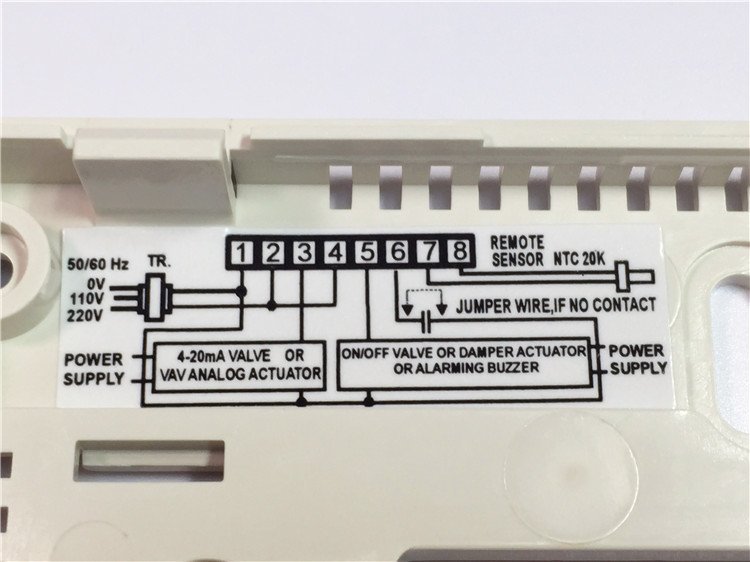 1 2 3 4 5 6 7 8
REMOTE
SENSOR NTC 20K
50/60 Hz TR.
0V
110V
220V
JUMPER WIRE,IF NO CONTACT
POWER
SUPPLY
4-20mA VALVE OR
VAV ANALOG ACTUATOR
ON/OFF VALVE OR DAMPER ACTUATOR
OR ALARMING BUZZER
POWER
SUPPLY